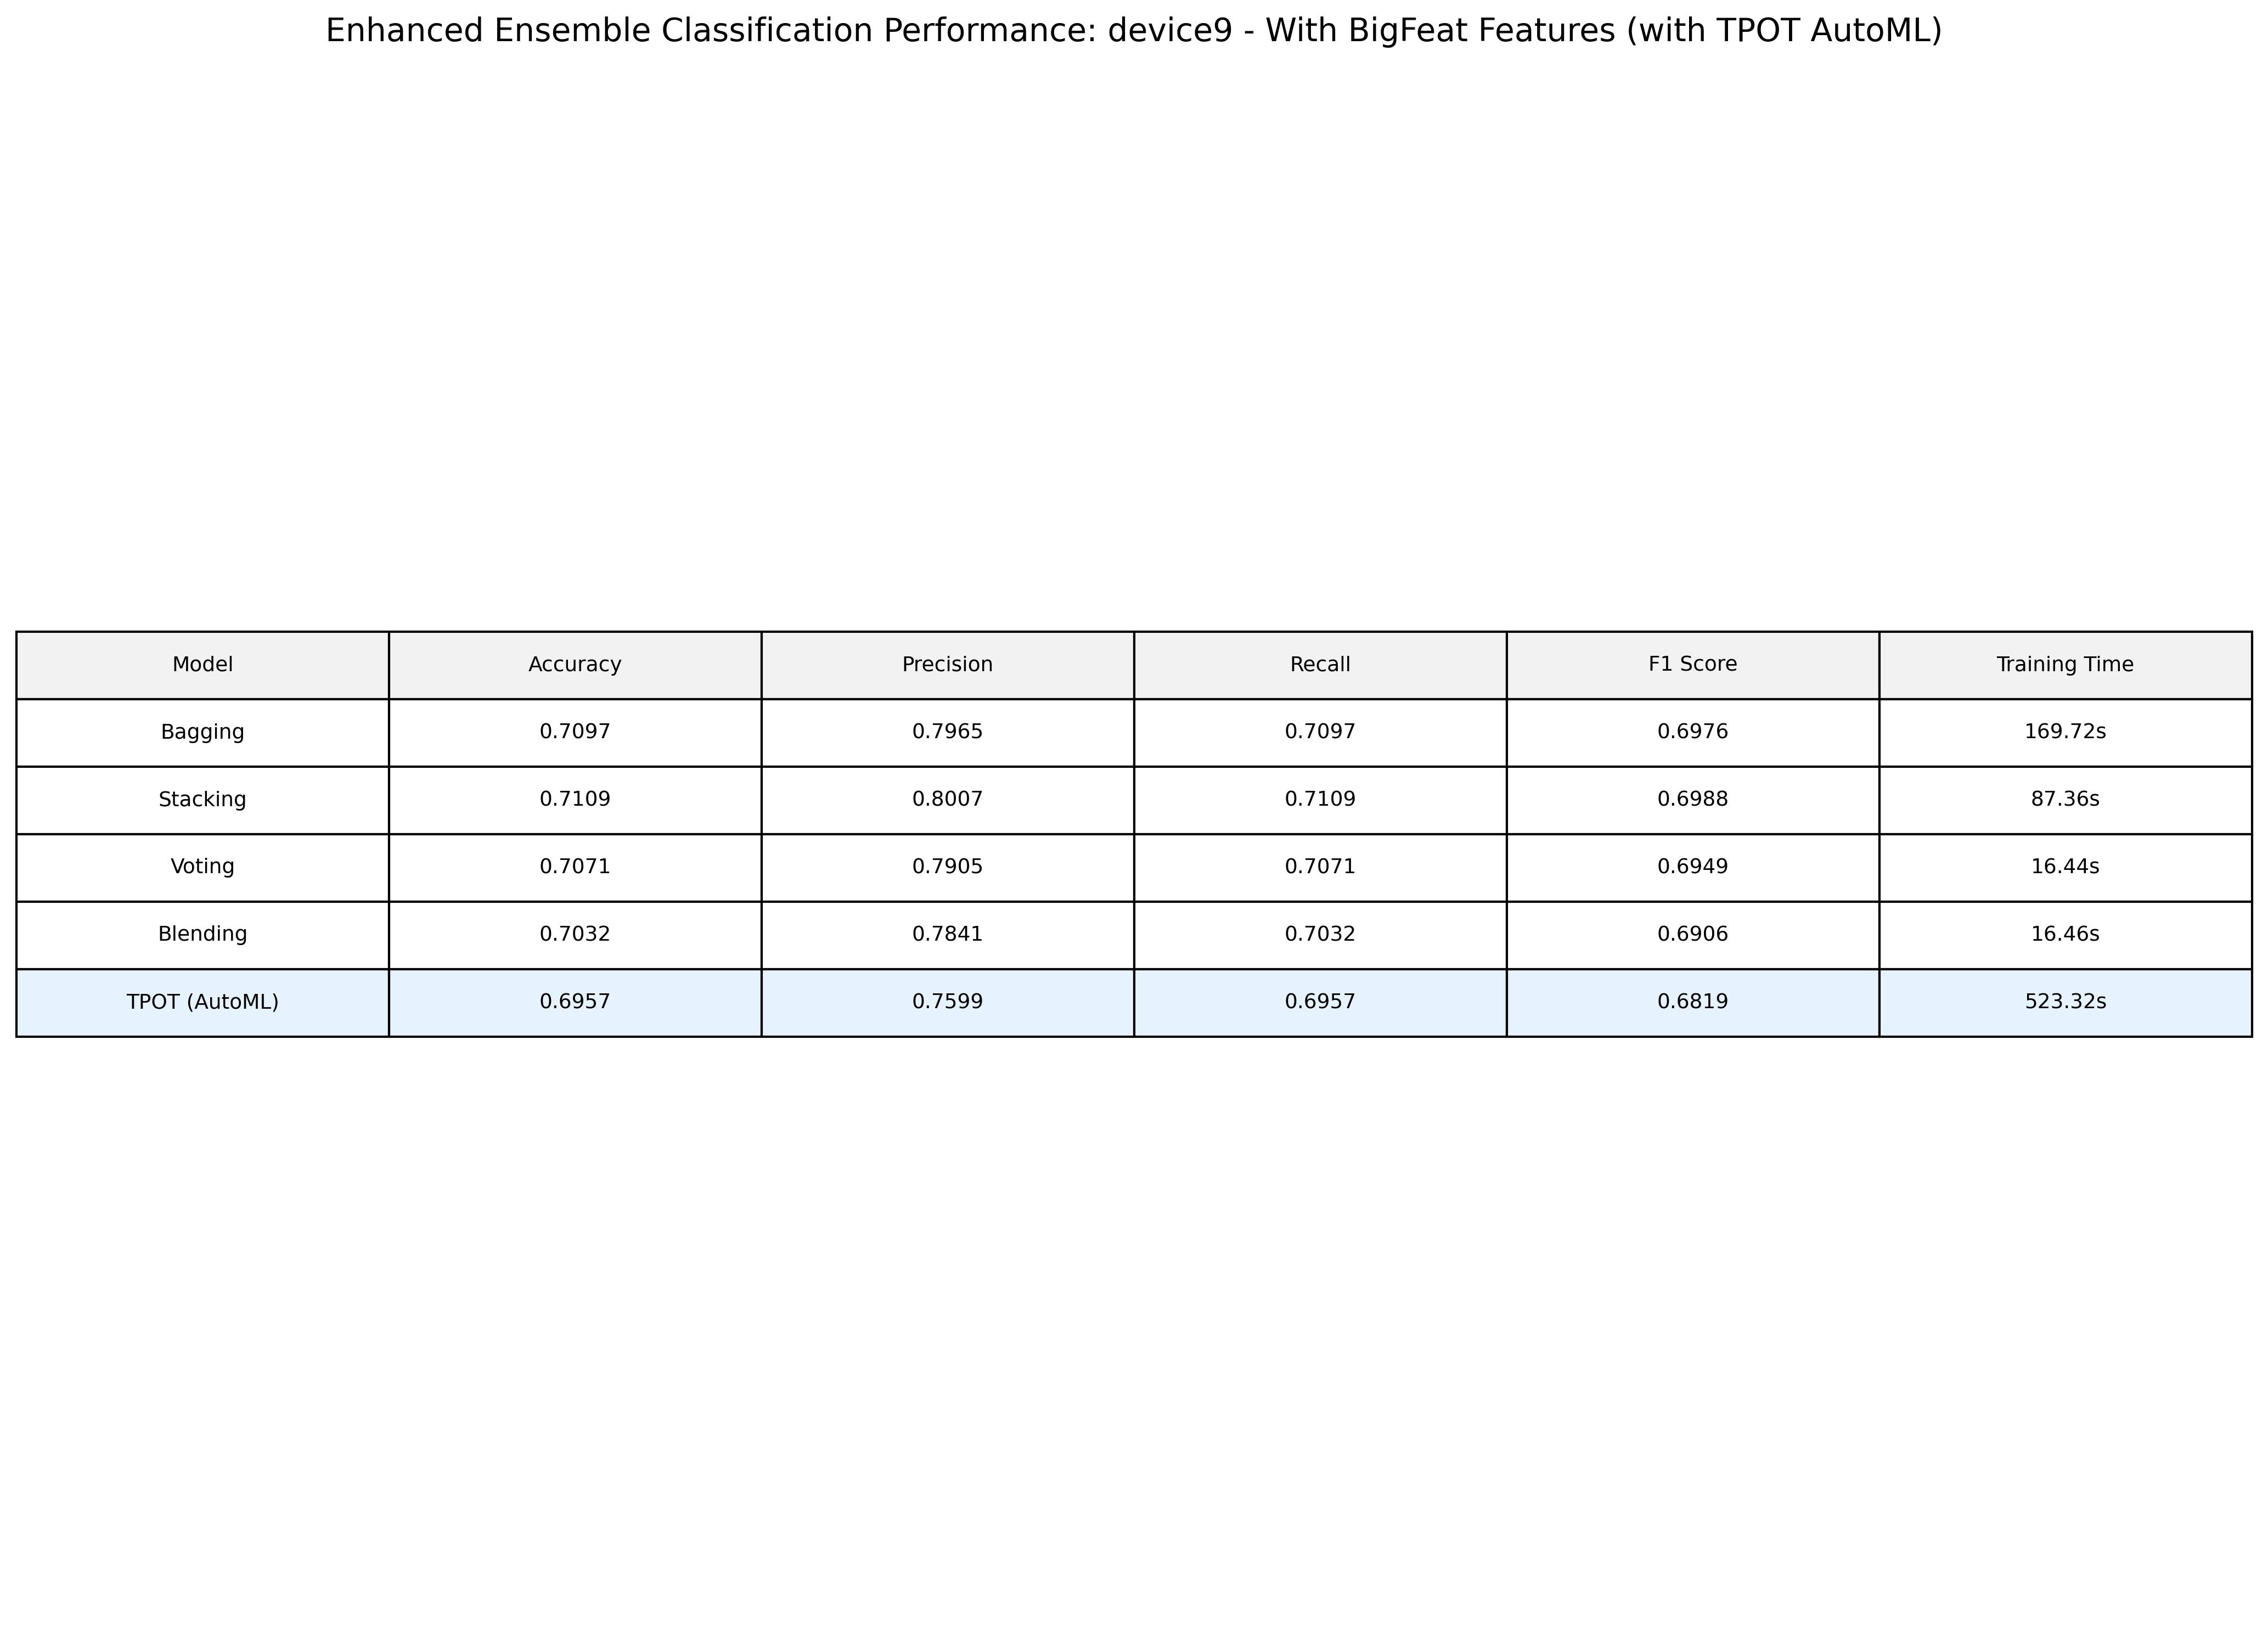 Enhanced Ensemble Classification Performance: device9 - With BigFeat Features (with TPOT AutoML)
Model Accuracy Precision Recall F1 Score Training Time
Bagging 0.7097 0.7965 0.7097 0.6976 169.72s
Stacking 0.7109 0.8007 0.7109 0.6988 87.36s
Voting 0.7071 0.7905 0.7071 0.6949 16.44s
Blending 0.7032 0.7841 0.7032 0.6906 16.46s
TPOT (AutoML) 0.6957 0.7599 0.6957 0.6819 523.32s